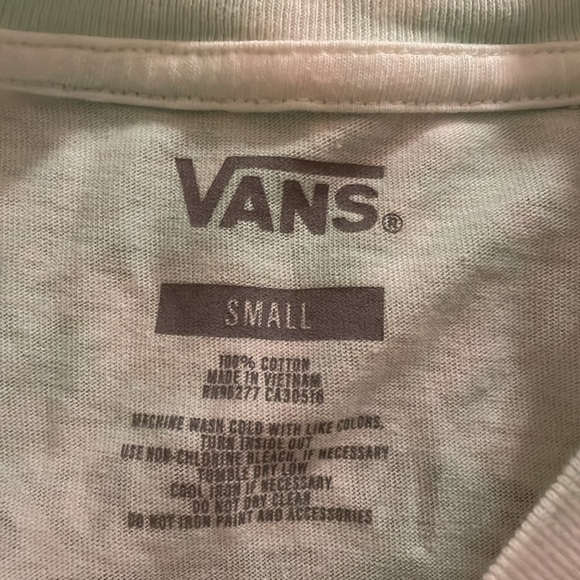 VANS®
SMALL
100% COTTON
MADE IN VIETNAM
RN96277 CA30516
MACHINE WASH COLD WITH LIKE COLORS,
TURN INSIDE OUT
USE NON-CHLORINE BLEACH, IF NECESSARY
TUMBLE DRY LOW
COOL IRON IF NECESSARY
DO NOT DRY CLEAN
DO NOT IRON PRINT AND ACCESSORIES